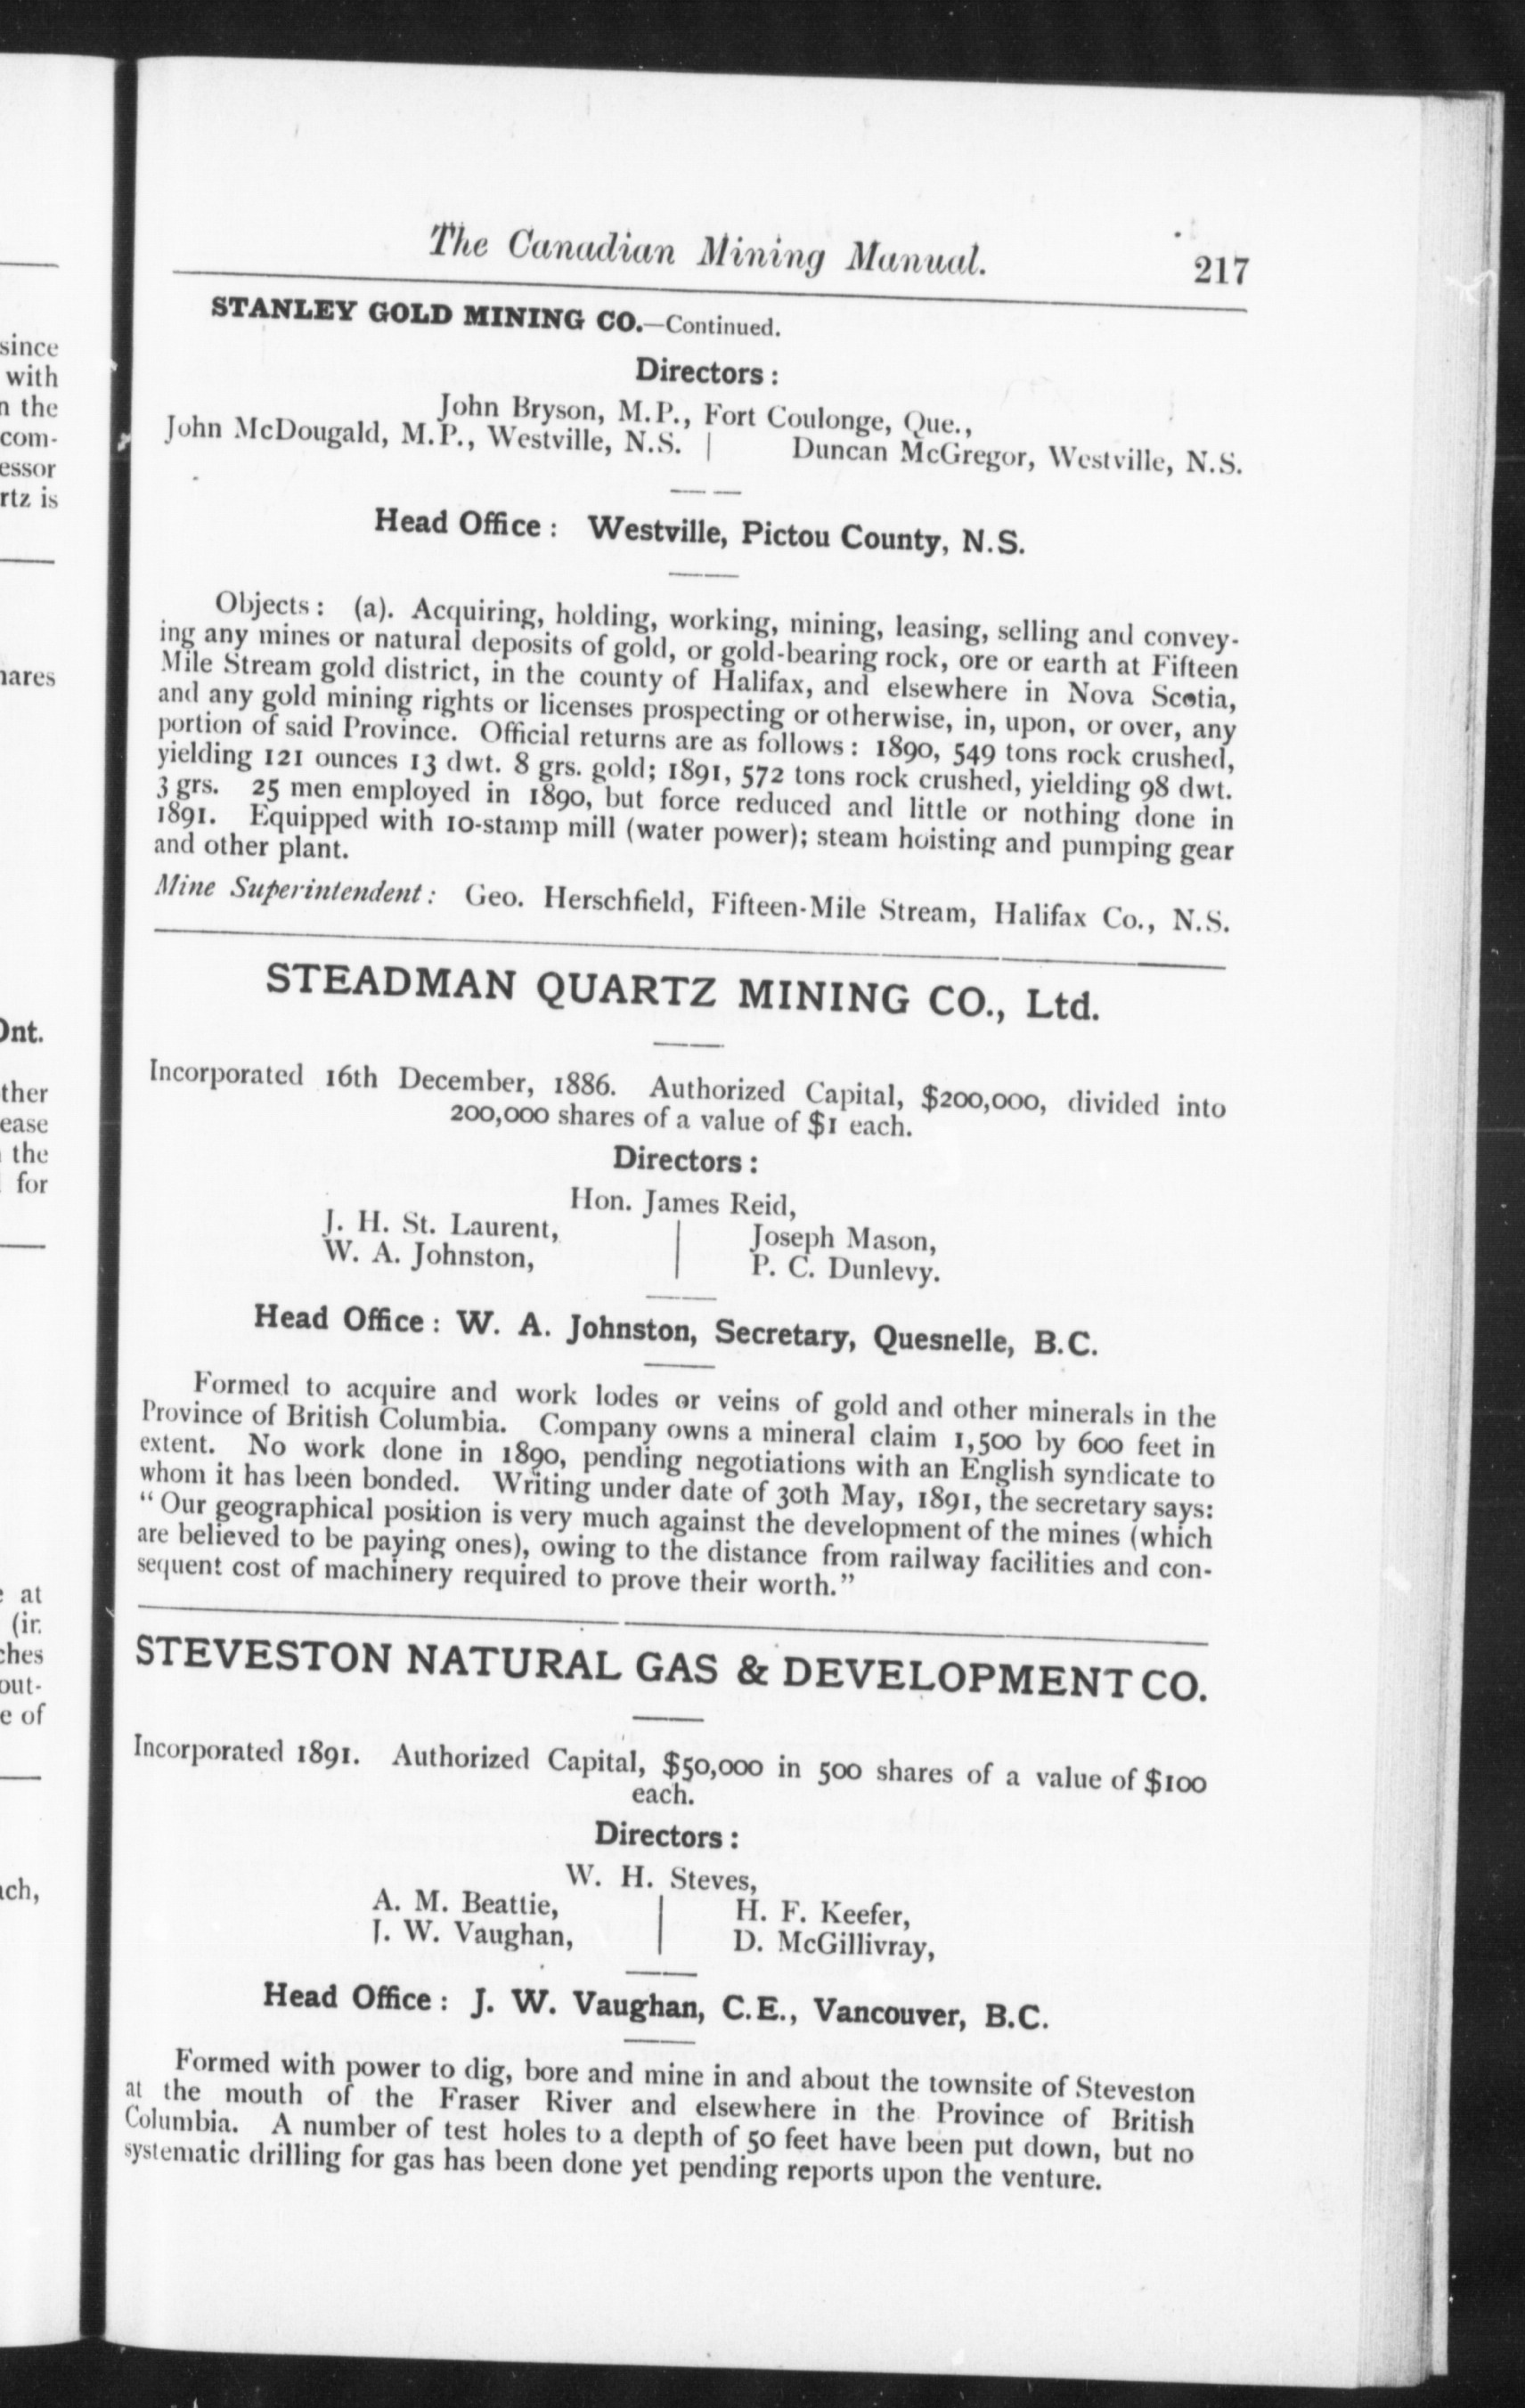 The Canadian Mining Manual. 217
STANLEY GOLD MINING CO.—Continued.
Directors :
John Bryson, M.P., Fort Coulonge, Que.,
John McDougald, M.P., Westville, N.S. | Duncan McGregor, Westville, N.S.
Head Office : Westville, Pictou County, N.S.
Objects : (a). Acquiring, holding, working, mining, leasing, selling and convey-
ing any mines or natural deposits of gold, or gold-bearing rock, ore or earth at Fifteen
Mile Stream gold district, in the county of Halifax, and elsewhere in Nova Scotia,
and any gold mining rights or licenses prospecting or otherwise, in, upon, or over, any
portion of said Province. Official returns are as follows : 1890, 549 tons rock crushed,
yielding 121 ounces 13 dwt. 8 grs. gold; 1891, 572 tons rock crushed, yielding 98 dwt.
3 grs. 25 men employed in 1890, but force reduced and little or nothing done in
1891. Equipped with 10-stamp mill (water power); steam hoisting and pumping gear
and other plant.
Mine Superintendent : Geo. Herschfield, Fifteen-Mile Stream, Halifax Co., N.S.
STEADMAN QUARTZ MINING CO., Ltd.
Incorporated 16th December, 1886. Authorized Capital, $200,000, divided into
200,000 shares of a value of $1 each.
Directors :
Hon. James Reid,
J. H. St. Laurent, | Joseph Mason,
W. A. Johnston, | P. C. Dunlevy.
Head Office : W. A. Johnston, Secretary, Quesnelle, B.C.
Formed to acquire and work lodes or veins of gold and other minerals in the
Province of British Columbia. Company owns a mineral claim 1,500 by 600 feet in
extent. No work done in 1890, pending negotiations with an English syndicate to
whom it has been bonded. Writing under date of 30th May, 1891, the secretary says:
“ Our geographical position is very much against the development of the mines (which
are believed to be paying ones), owing to the distance from railway facilities and con-
sequent cost of machinery required to prove their worth.”
STEVESTON NATURAL GAS & DEVELOPMENT CO.
Incorporated 1891. Authorized Capital, $50,000 in 500 shares of a value of $100
each.
Directors :
W. H. Steves,
A. M. Beattie, | H. F. Keefer,
J. W. Vaughan, | D. McGillivray,
Head Office : J. W. Vaughan, C.E., Vancouver, B.C.
Formed with power to dig, bore and mine in and about the townsite of Steveston
at the mouth of the Fraser River and elsewhere in the Province of British
Columbia. A number of test holes to a depth of 50 feet have been put down, but no
systematic drilling for gas has been done yet pending reports upon the venture.